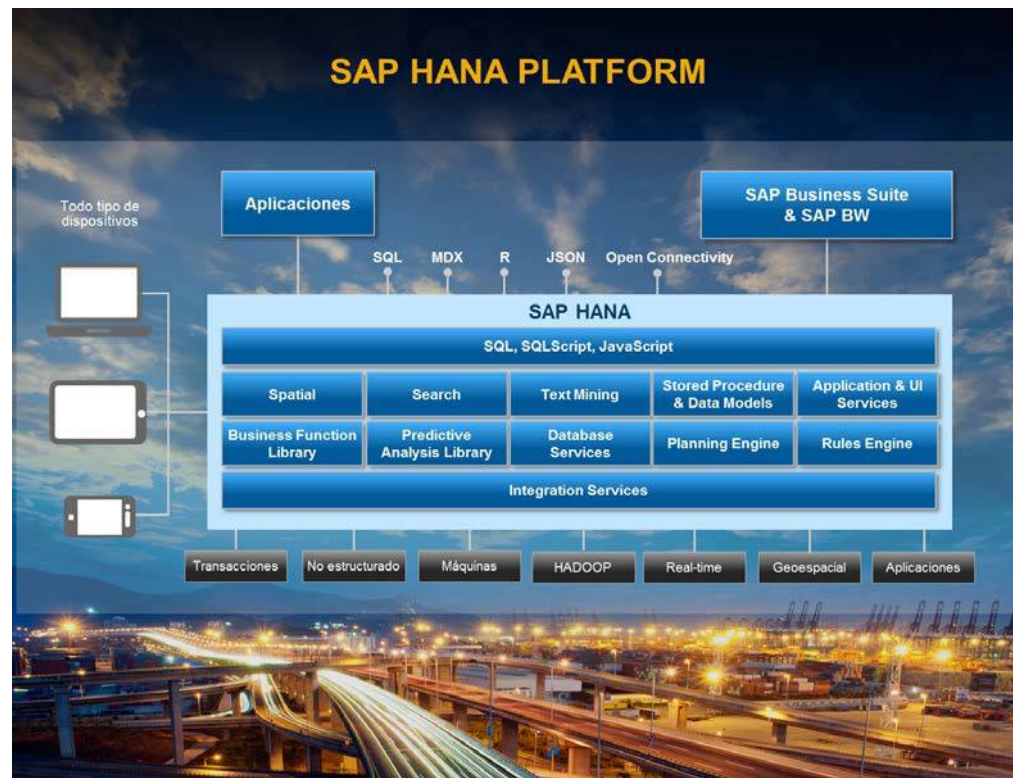 SAP HANA PLATFORM
Todo tipo de
dispositivos
Aplicaciones
SAP Business Suite
& SAP BW
SQL MDX R JSON Open Connectivity
SAP HANA
SQL, SQLScript, JavaScript
Spatial
Search
Text Mining
Stored Procedure
& Data Models
Application & UI
Services
Business Function
Library
Predictive
Analysis Library
Database
Services
Planning Engine
Rules Engine
Integration Services
Transacciones
No estructurado
Máquinas
HADOOP
Real-time
Geoespacial
Aplicaciones